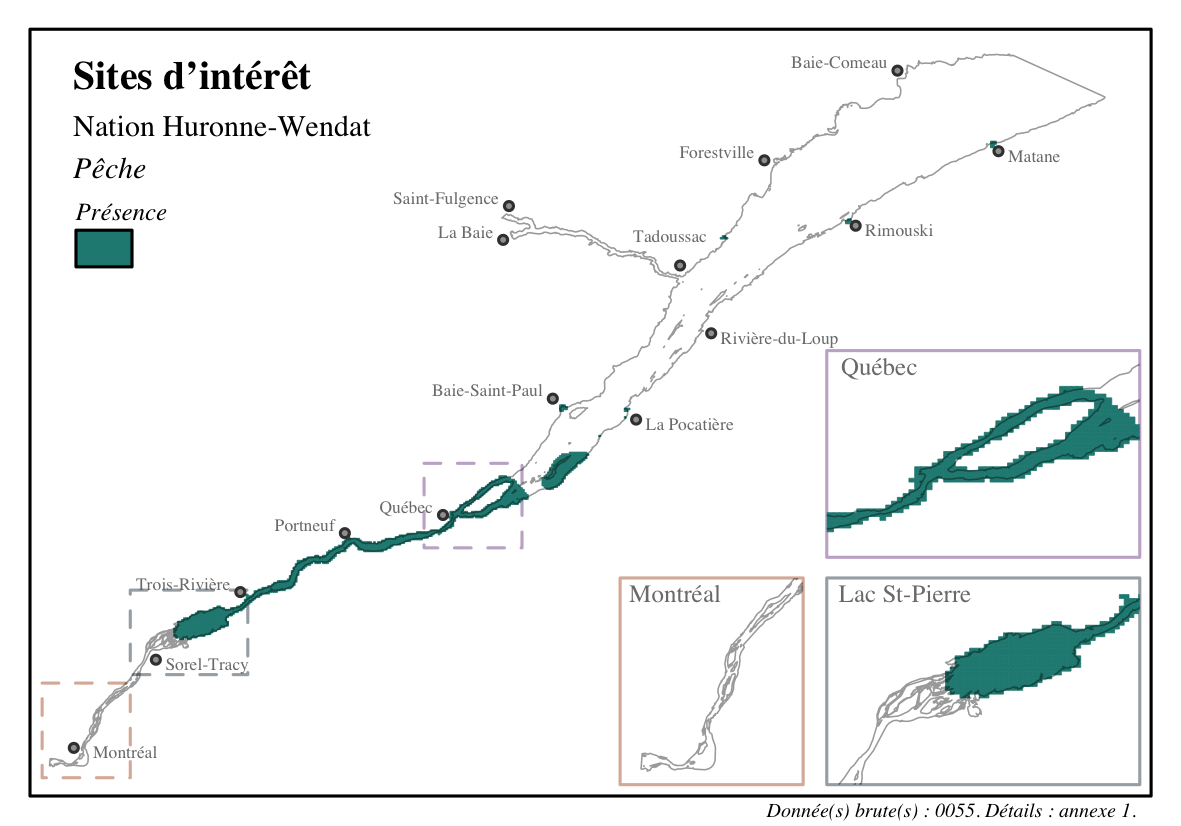 Sites d'intérêt
Nation Huronne-Wendat
Pêche
Présence
Baie-Comeau
Forestville
Matane
Saint-Fulgence
La Baie
Tadoussac
Rimouski
Rivière-du-Loup
Baie-Saint-Paul
La Pocatière
Québec
Portneuf
Trois-Rivière
Sorel-Tracy
Montréal
Québec
Montréal
Lac St-Pierre
Donnée(s) brute(s) : 0055. Détails : annexe 1.